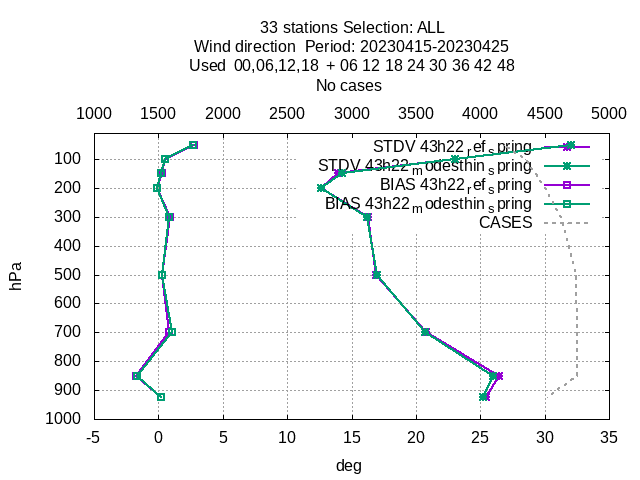 33 stations Selection: ALL
Wind direction  Period: 20230415-20230425
Used  00,06,12,18  + 06 12 18 24 30 36 42 48
No cases
1000 1500 2000 2500 3000 3500 4000 4500 5000
STDV 43h22_ref_spring
STDV 43h22_modesthin_spring
BIAS 43h22_ref_spring
BIAS 43h22_modesthin_spring
CASES
100
200
300
400
500
600
700
800
900
1000
hPa
-5 0 5 10 15 20 25 30 35
deg